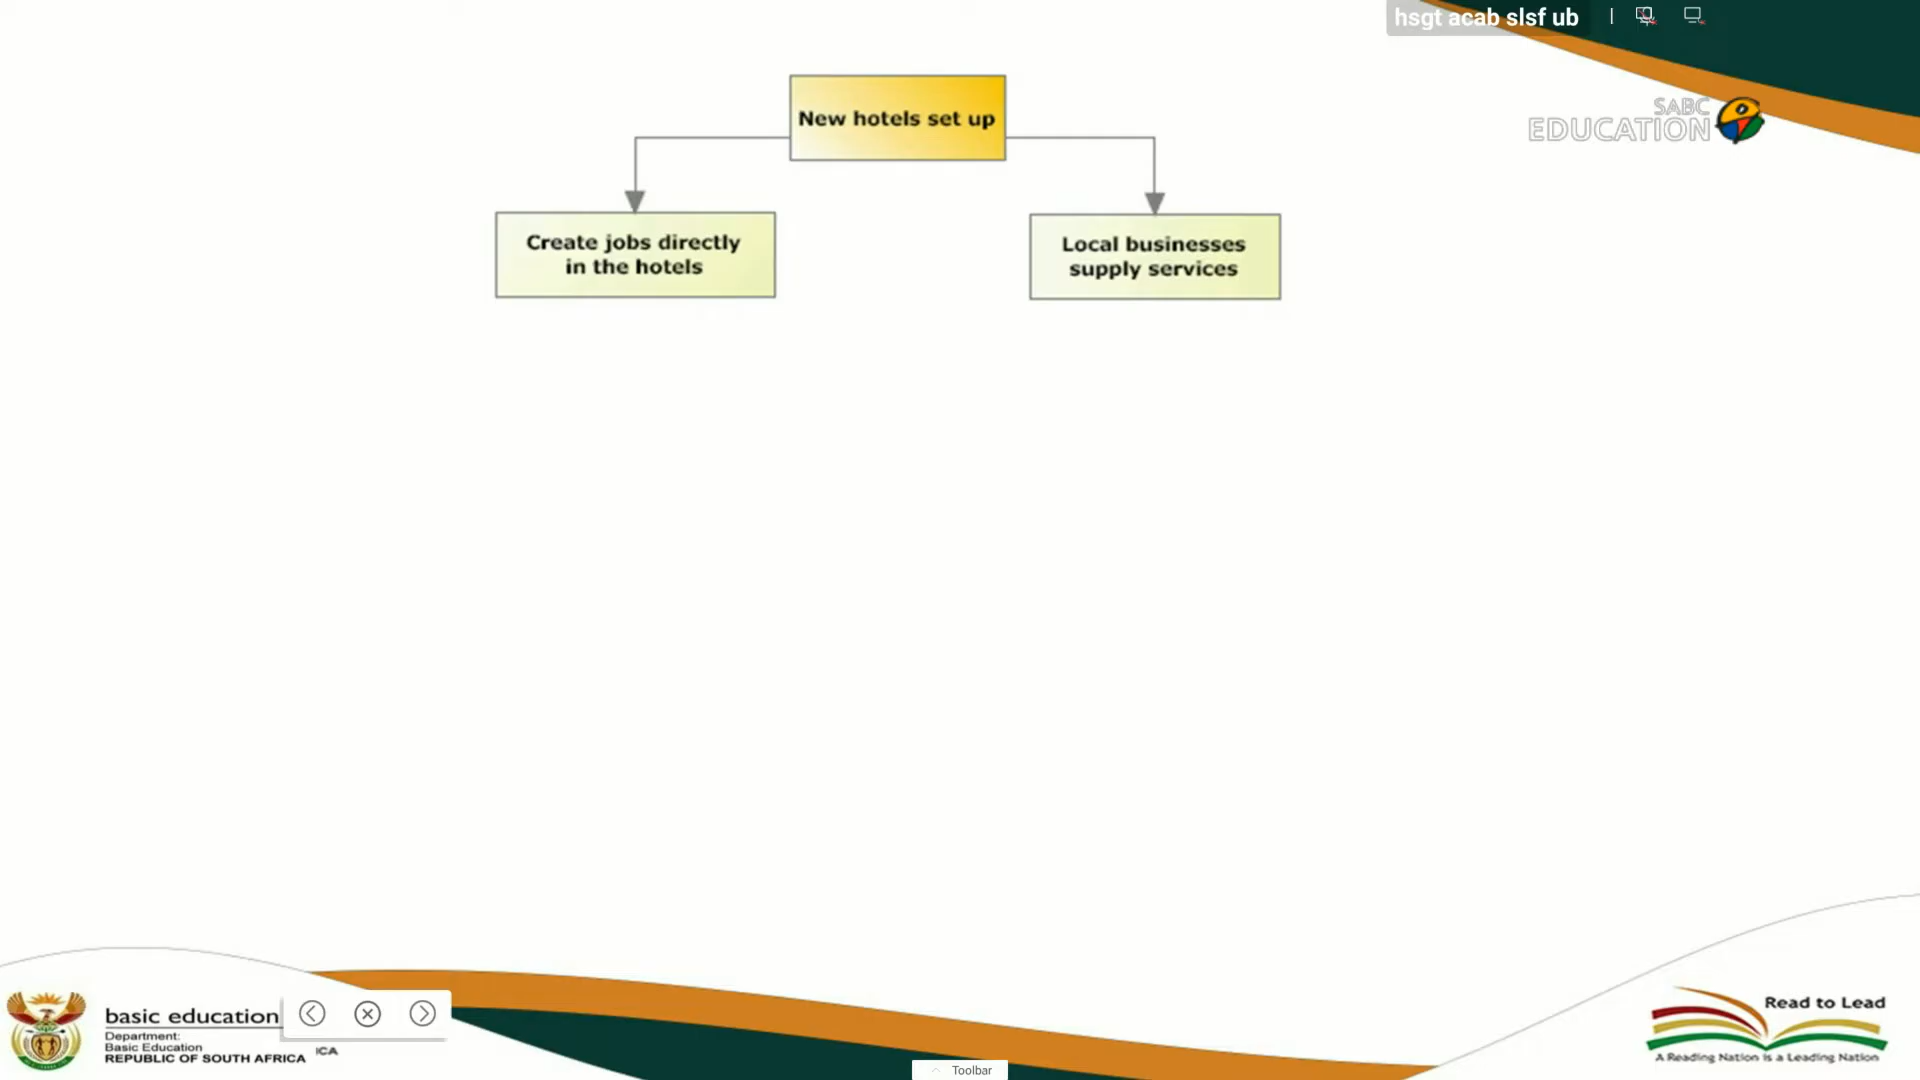 hsgt acab slsf ub
New hotels set up
SABC
EDUCATION
Create jobs directly
in the hotels
Local businesses
supply services
basic education
Department:
Basic Education
REPUBLIC OF SOUTH AFRICA
ICA
Read to Lead
A Reading Nation is a Leading Nation
Toolbar